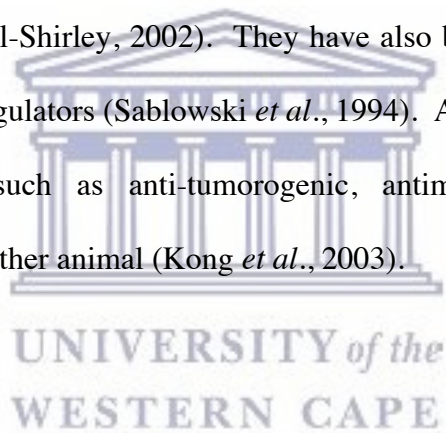 l-Shirley, 2002). They have also b
gulators (Sablowski et al., 1994). A
such as anti-tumorogenic, antim
ther animal (Kong et al., 2003).
UNIVERSITY of the
WESTERN CAPE